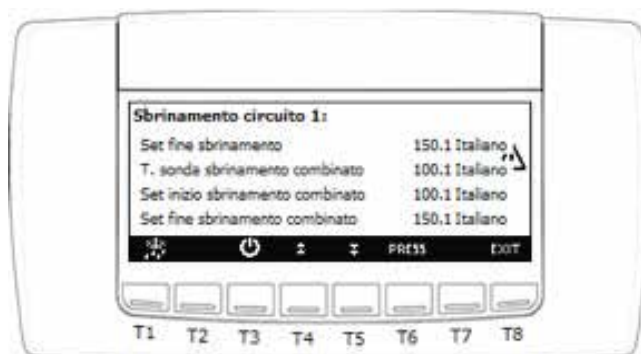 Sbrinamento circuito 1:
Set fine sbrinamento 150.1 Italiano
T. sonda sbrinamento combinato 100.1 Italiano
Set inizio sbrinamento combinato 100.1 Italiano
Set fine sbrinamento combinato 150.1 Italiano
PRESS EXIT
T1 T2 T3 T4 T5 T6 T7 T8